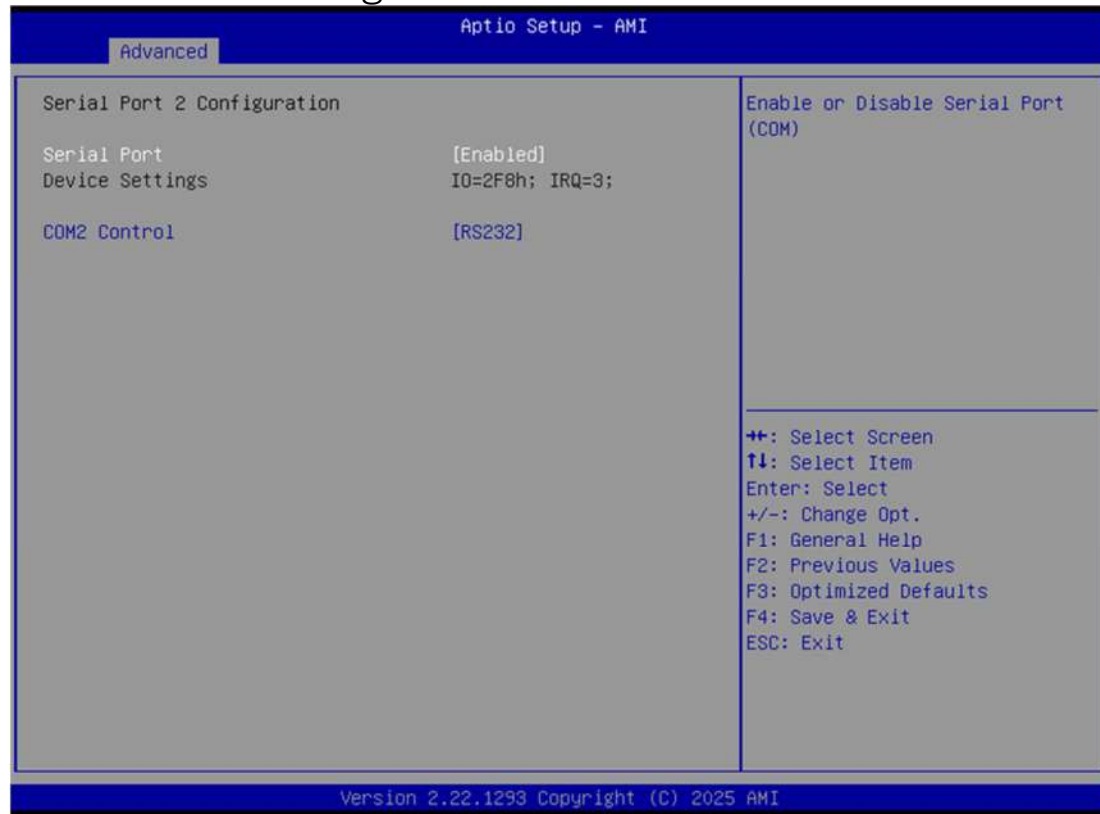 Aptio Setup – AMI
Advanced
Serial Port 2 Configuration
Serial Port [Enabled]
Device Settings IO=2F8h; IRQ=3;
COM2 Control [RS232]
Enable or Disable Serial Port
(COM)
→←: Select Screen
↑↓: Select Item
Enter: Select
+/-: Change Opt.
F1: General Help
F2: Previous Values
F3: Optimized Defaults
F4: Save & Exit
ESC: Exit
Version 2.22.1293 Copyright (C) 2025 AMI